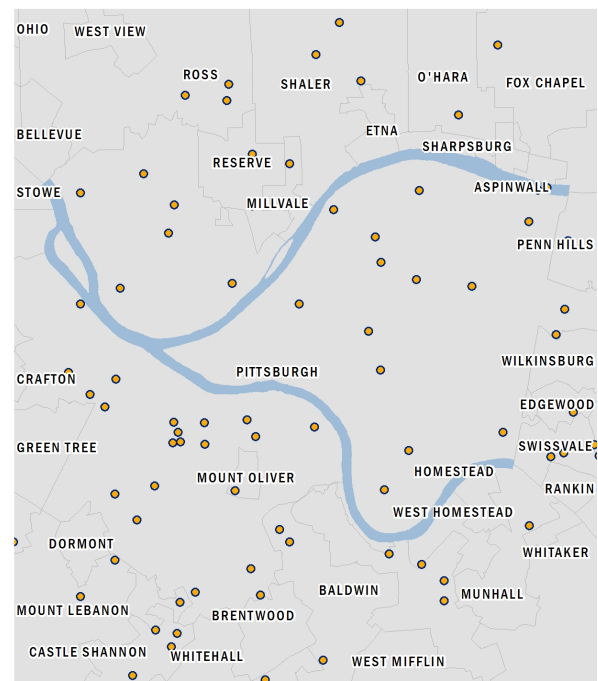 OHIO
WEST VIEW
ROSS
SHALER
O'HARA
FOX CHAPEL
BELLEVUE
ETNA
SHARPSBURG
RESERVE
STOWE
ASPINWALL
MILLVALE
PENN HILLS
WILKINSBURG
PITTSBURGH
CRAFTON
EDGEWOOD
GREEN TREE
SWISSVALE
HOMESTEAD
MOUNT OLIVER
RANKIN
WEST HOMESTEAD
DORMONT
WHITAKER
BALDWIN
MUNHALL
MOUNT LEBANON
BRENTWOOD
CASTLE SHANNON
WHITEHALL
WEST MIFFLIN